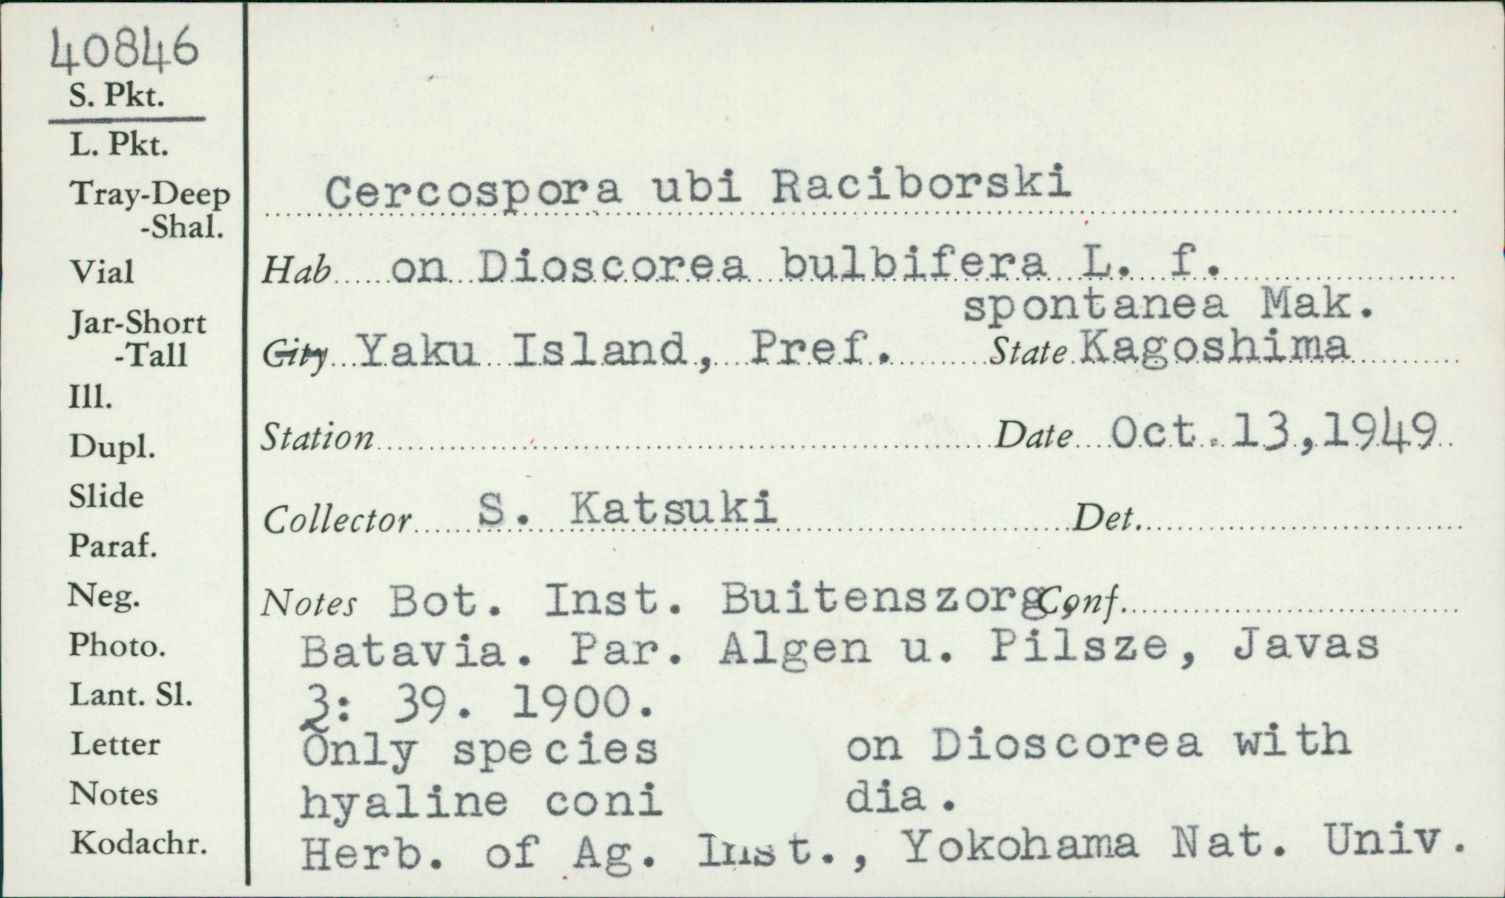 40846
S. Pkt.
L. Pkt.
Tray-Deep
-Shal.
Vial
Jar-Short
-Tall
Ill.
Dupl.
Slide
Paraf.
Neg.
Photo.
Lant. Sl.
Letter
Notes
Kodachr.
Cercospora ubi Raciborski
Hab on Dioscorea bulbifera L. f.
spontanea Mak.
City Yaku Island, Pref. State Kagoshima
Station Date Oct. 13, 1949
Collector S. Katsuki Det.
Notes Bot. Inst. Buitenszorg, Conf.
Batavia. Par. Algen u. Pilsze, Javas
3: 39. 1900.
Only species on Dioscorea with
hyaline coni dia.
Herb. of Ag. Inst., Yokohama Nat. Univ.